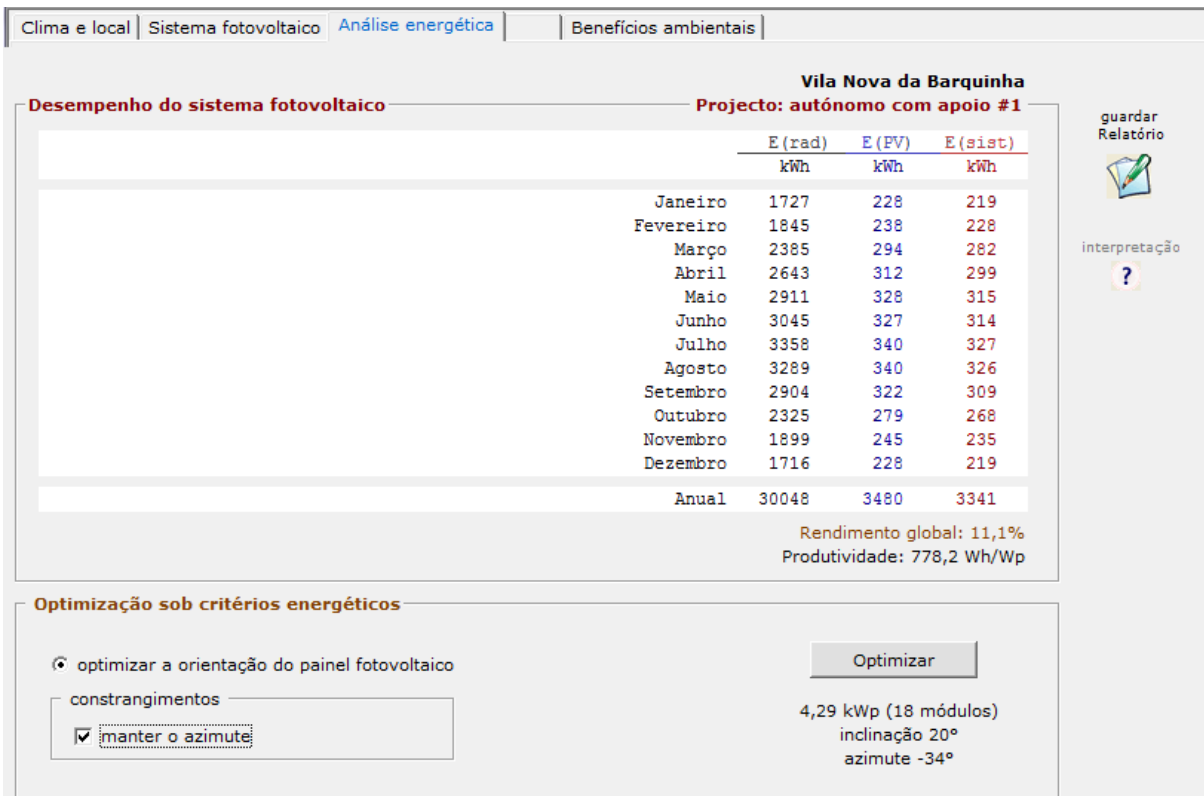 Clima e local Sistema fotovoltaico Análise energética Benefícios ambientais
Vila Nova da Barquinha
Desempenho do sistema fotovoltaico Projecto: autónomo com apoio #1
guardar
Relatório
E(rad) E(PV) E(sist)
kWh kWh kWh
Janeiro 1727 228 219
Fevereiro 1845 238 228
Março 2385 294 282
interpretação
Abril 2643 312 299
?
Maio 2911 328 315
Junho 3045 327 314
Julho 3358 340 327
Agosto 3289 340 326
Setembro 2904 322 309
Outubro 2325 279 268
Novembro 1899 245 235
Dezembro 1716 228 219
Anual 30048 3480 3341
Rendimento global: 11,1%
Produtividade: 778,2 Wh/Wp
Optimização sob critérios energéticos
optimizar a orientação do painel fotovoltaico
Optimizar
constrangimentos
manter o azimute
4,29 kWp (18 módulos)
inclinação 20º
azimute -34º